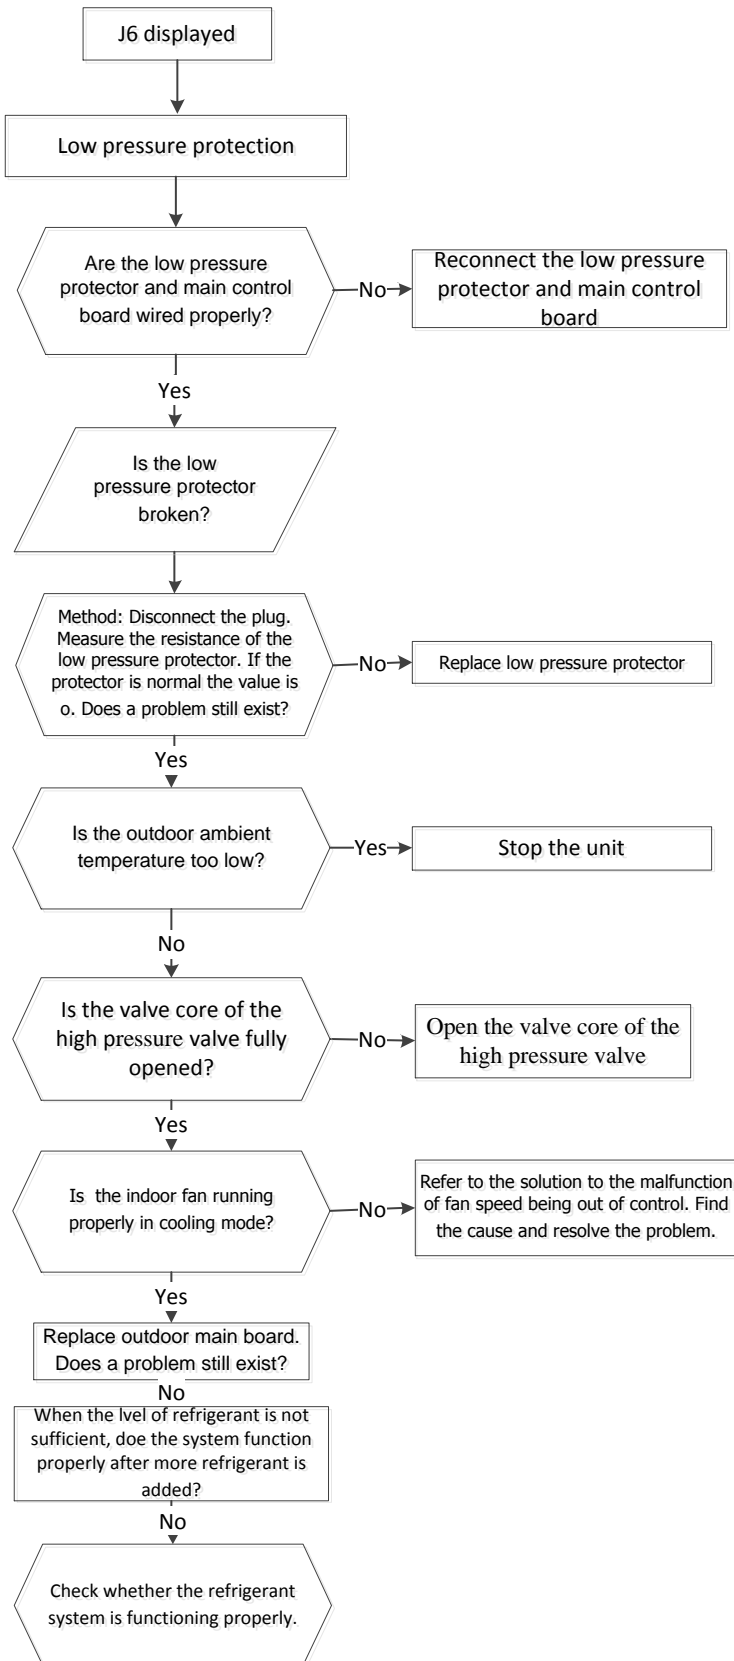 J6 displayed
Low pressure protection
Are the low pressure
protector and main control
board wired properly?
No
Reconnect the low pressure
protector and main control
board
Yes
Is the low
pressure protector
broken?
Method: Disconnect the plug.
Measure the resistance of the
low pressure protector. If the
protector is normal the value is
o. Does a problem still exist?
No
Replace low pressure protector
Yes
Is the outdoor ambient
temperature too low?
Yes
Stop the unit
No
Is the valve core of the
high pressure valve fully
opened?
No
Open the valve core of the
high pressure valve
Yes
Is the indoor fan running
properly in cooling mode?
No
Refer to the solution to the malfunction
of fan speed being out of control. Find
the cause and resolve the problem.
Yes
Replace outdoor main board.
Does a problem still exist?
No
When the lvel of refrigerant is not
sufficient, doe the system function
properly after more refrigerant is
added?
No
Check whether the refrigerant
system is functioning properly.